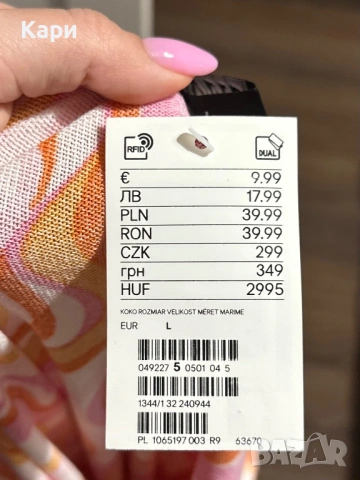 Кари
RFID DUAL
€ 9.99
ЛВ 17.99
PLN 39.99
RON 39.99
CZK 299
грн 349
HUF 2995
KOKO ROZMIAR VELIKOST MÉRET MARIME
EUR L
049227 5 0501 04 5
1344/1.32 240944
PL 1065197 003 R9 63670
BAZAR